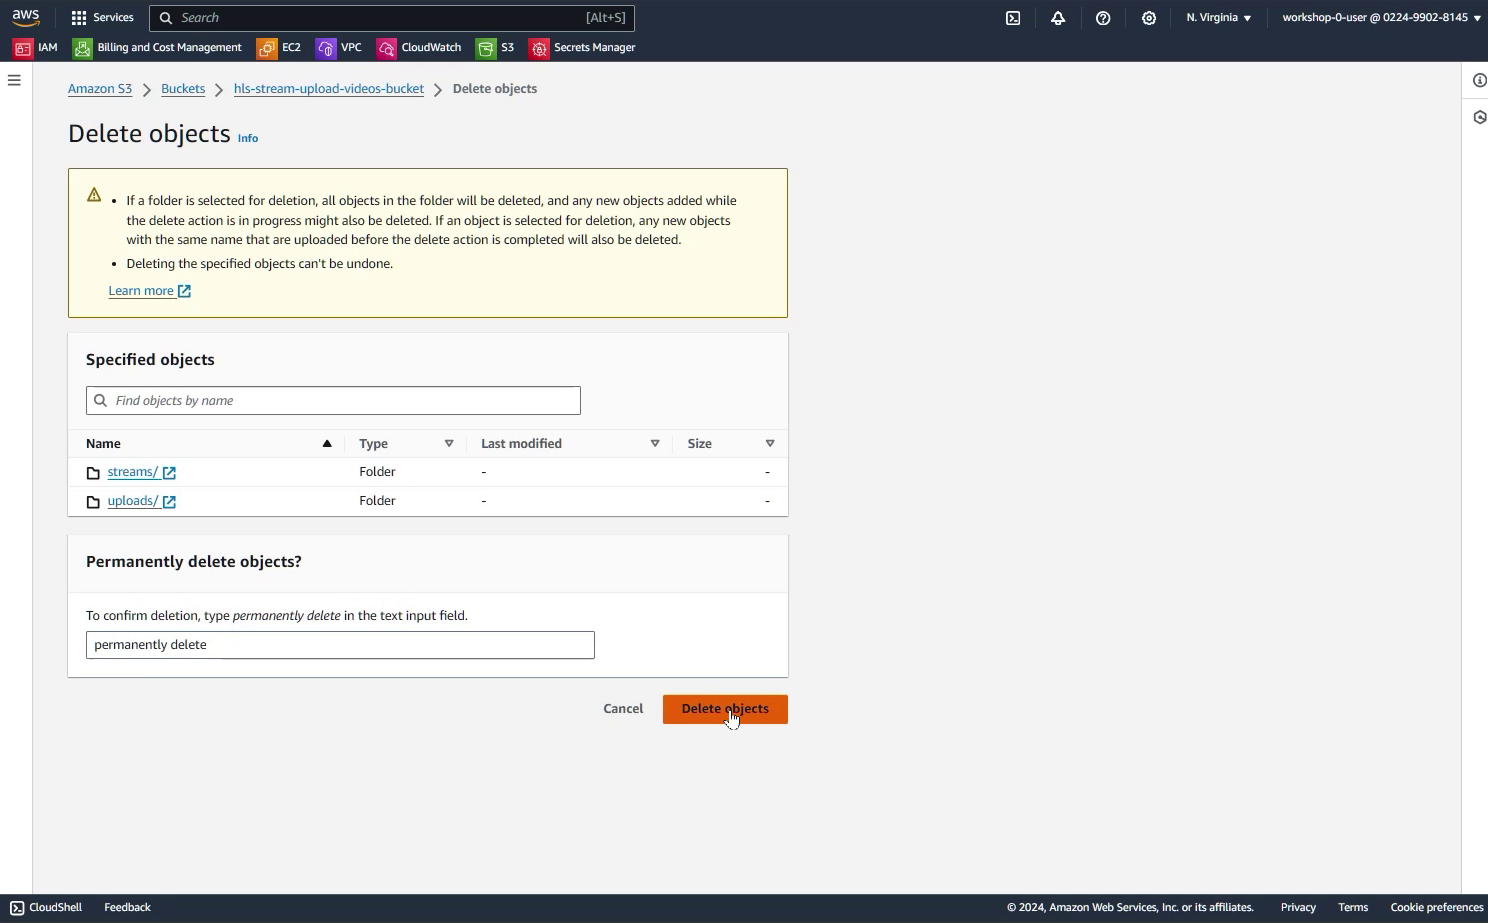 aws
Services
Search
[Alt+S]
N. Virginia
workshop-0-user @ 0224-9902-8145
IAM
Billing and Cost Management
EC2
VPC
CloudWatch
S3
Secrets Manager
Amazon S3
Buckets
hls-stream-upload-videos-bucket
Delete objects
Delete objects Info
If a folder is selected for deletion, all objects in the folder will be deleted, and any new objects added while
the delete action is in progress might also be deleted. If an object is selected for deletion, any new objects
with the same name that are uploaded before the delete action is completed will also be deleted.
Deleting the specified objects can't be undone.
Learn more
Specified objects
Find objects by name
Name Type Last modified Size
streams/ Folder - -
uploads/ Folder - -
Permanently delete objects?
To confirm deletion, type permanently delete in the text input field.
permanently delete
Cancel
Delete objects
CloudShell
Feedback
© 2024, Amazon Web Services, Inc. or its affiliates.
Privacy
Terms
Cookie preferences